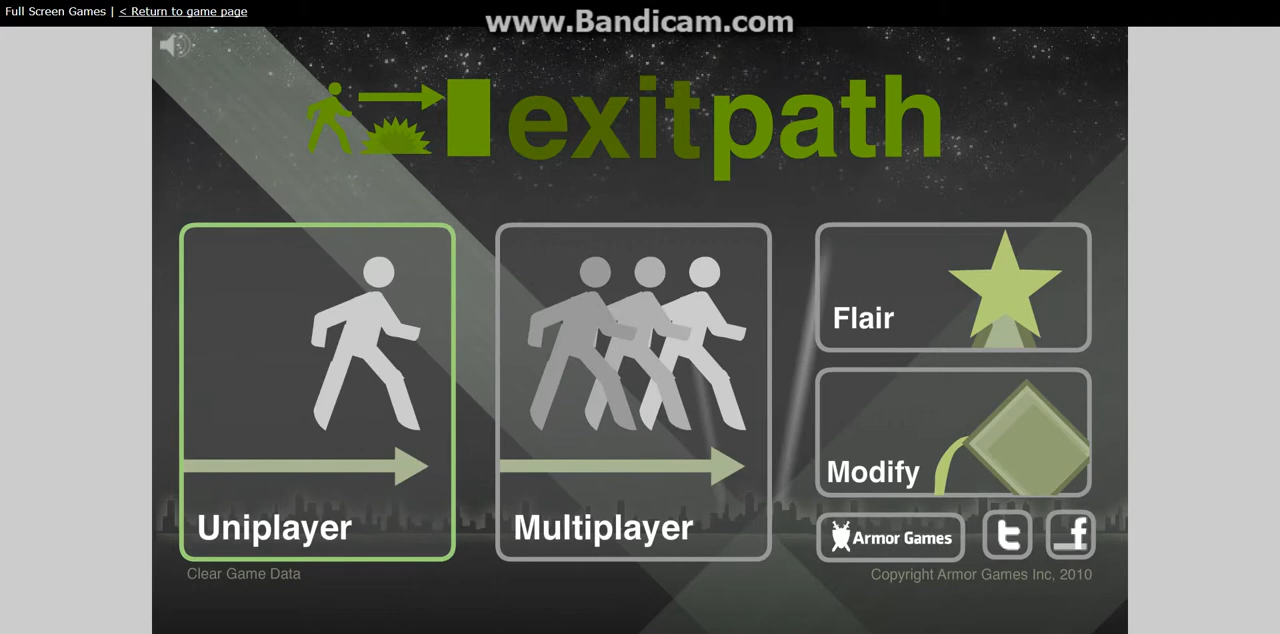 Full Screen Games | < Return to game page
www.Bandicam.com
exitpath
Flair
Modify
Uniplayer
Multiplayer
Armor Games
Clear Game Data
Copyright Armor Games Inc, 2010